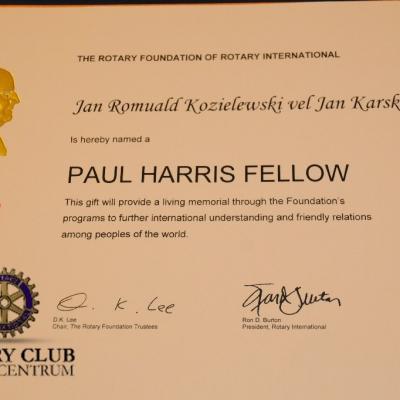 THE ROTARY FOUNDATION OF ROTARY INTERNATIONAL
Jan Romuald Kozielewski vel Jan Karsk
Is hereby named a
PAUL HARRIS FELLOW
This gift will provide a living memorial through the Foundation's
programs to further international understanding and friendly relations
among peoples of the world.
D. K. Lee
D.K. Lee
Chair, The Rotary Foundation Trustees
Ron D. Burton
President, Rotary International
RY CLUB
CENTRUM